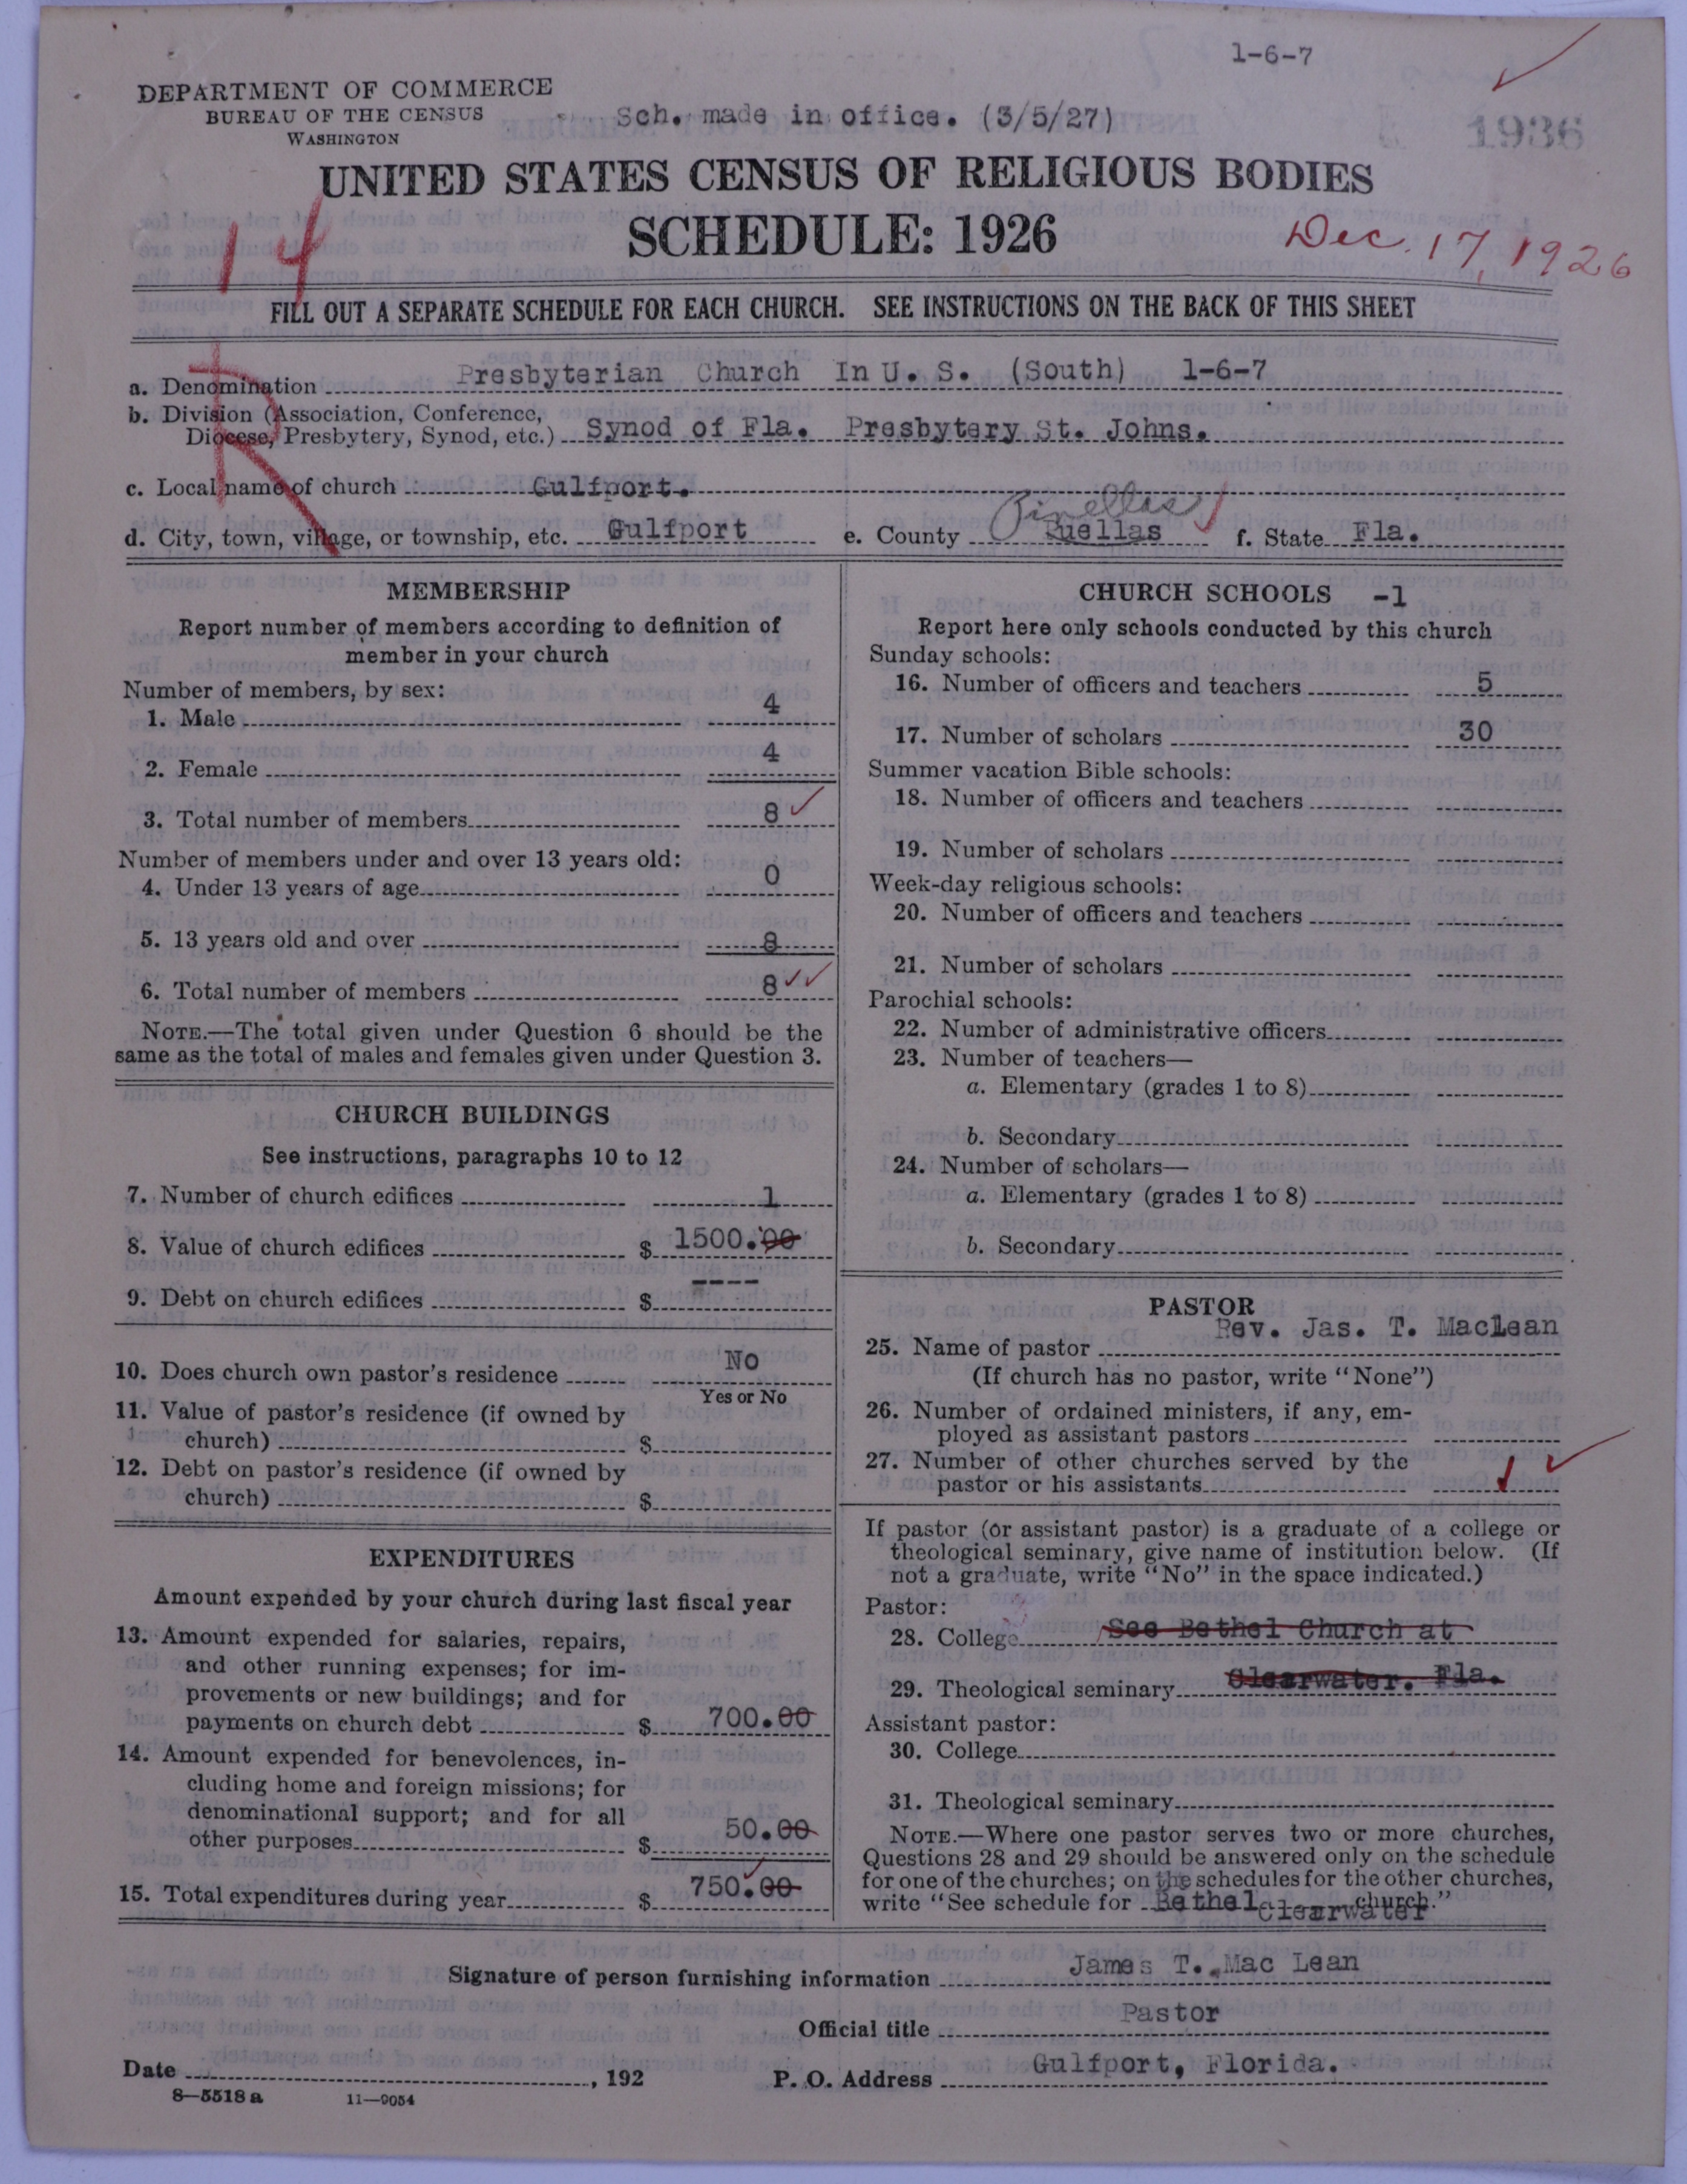 1-6-7
DEPARTMENT OF COMMERCE
BUREAU OF THE CENSUS
WASHINGTON
Sch. made in office. (3/5/27)
1936
UNITED STATES CENSUS OF RELIGIOUS BODIES
SCHEDULE: 1926
14
Dec. 17, 1926
FILL OUT A SEPARATE SCHEDULE FOR EACH CHURCH. SEE INSTRUCTIONS ON THE BACK OF THIS SHEET
R
a. Denomination Presbyterian Church In U. S. (South) 1-6-7
b. Division (Association, Conference,
Diocese, Presbytery, Synod, etc.) Synod of Fla. Presbytery St. Johns.
c. Local name of church Gulfport.
Pinellas
d. City, town, village, or township, etc. Gulfport e. County Puellas f. State Fla.
MEMBERSHIP
Report number of members according to definition of
member in your church
Number of members, by sex:
1. Male 4
2. Female 4
3. Total number of members 8 ✓
Number of members under and over 13 years old:
4. Under 13 years of age 0
5. 13 years old and over 8
6. Total number of members 8 ✓✓
NOTE.—The total given under Question 6 should be the
same as the total of males and females given under Question 3.
CHURCH BUILDINGS
See instructions, paragraphs 10 to 12
7. Number of church edifices 1
8. Value of church edifices $ 1500.00
9. Debt on church edifices $ ----
10. Does church own pastor's residence No
Yes or No
11. Value of pastor's residence (if owned by
church) $
12. Debt on pastor's residence (if owned by
church) $
EXPENDITURES
Amount expended by your church during last fiscal year
13. Amount expended for salaries, repairs,
and other running expenses; for im-
provements or new buildings; and for
payments on church debt $ 700.00
14. Amount expended for benevolences, in-
cluding home and foreign missions; for
denominational support; and for all
other purposes $ 50.00
15. Total expenditures during year $ 750.00
CHURCH SCHOOLS -1
Report here only schools conducted by this church
Sunday schools:
16. Number of officers and teachers 5
17. Number of scholars 30
Summer vacation Bible schools:
18. Number of officers and teachers
19. Number of scholars
Week-day religious schools:
20. Number of officers and teachers
21. Number of scholars
Parochial schools:
22. Number of administrative officers
23. Number of teachers—
a. Elementary (grades 1 to 8)
b. Secondary
24. Number of scholars—
a. Elementary (grades 1 to 8)
b. Secondary
PASTOR
Rev. Jas. T. MacLean
25. Name of pastor
(If church has no pastor, write "None")
26. Number of ordained ministers, if any, em-
ployed as assistant pastors
27. Number of other churches served by the
pastor or his assistants 1 ✓
If pastor (or assistant pastor) is a graduate of a college or
theological seminary, give name of institution below. (If
not a graduate, write "No" in the space indicated.)
Pastor:
28. College See Bethel Church at
29. Theological seminary Clearwater. Fla.
Assistant pastor:
30. College
31. Theological seminary
NOTE.—Where one pastor serves two or more churches,
Questions 28 and 29 should be answered only on the schedule
for one of the churches; on the schedules for the other churches,
write "See schedule for Bethel Clearwater church."
Signature of person furnishing information James T. Mac Lean
Official title Pastor
Date , 192 P. O. Address Gulfport, Florida.
8—5518 a 11—9054